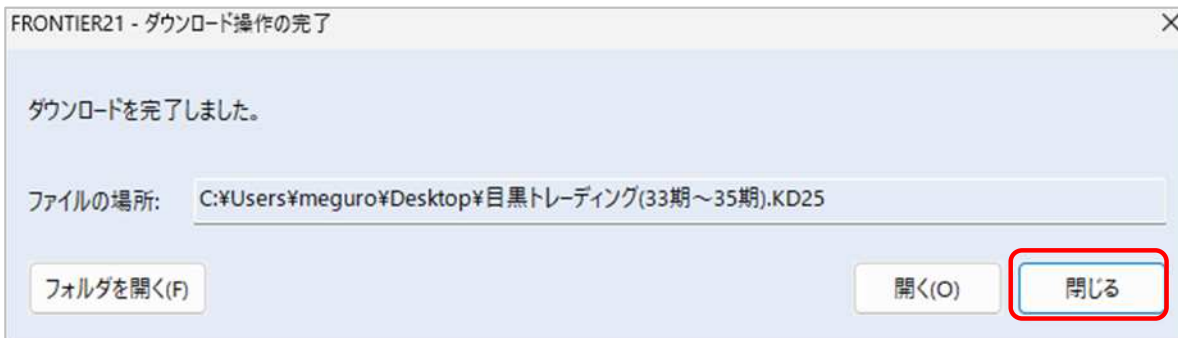 FRONTIER21 - ダウンロード操作の完了
ダウンロードを完了しました。
ファイルの場所: C:¥Users¥meguro¥Desktop¥目黒トレーディング(33期～35期).KD25
フォルダを開く(F) 開く(O) 閉じる